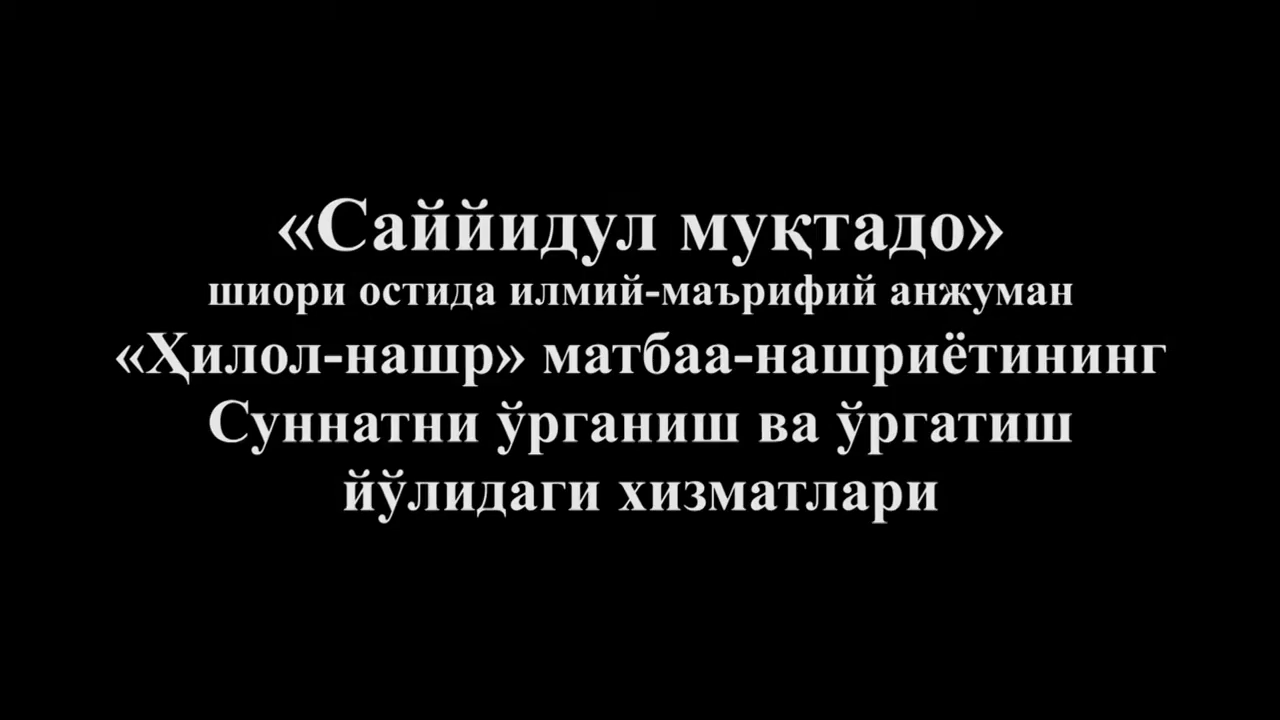 «Саййидул муқтадо»
шиори остида илмий-маърифий анжуман
«Ҳилол-нашр» матбаа-нашриётининг
Суннатни ўрганиш ва ўргатиш
йўлидаги хизматлари